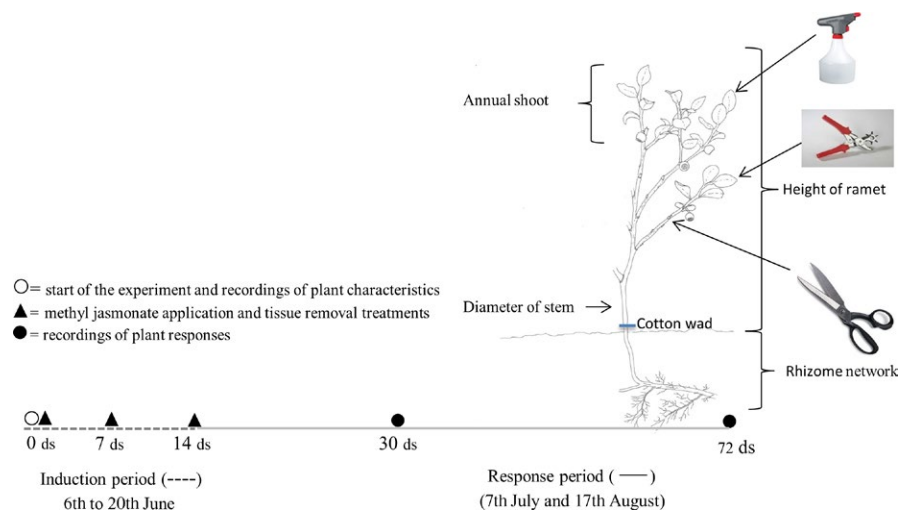 Annual shoot
Height of ramet
○= start of the experiment and recordings of plant characteristics
▲= methyl jasmonate application and tissue removal treatments
●= recordings of plant responses
Diameter of stem
Cotton wad
Rhizome network
0 ds
7 ds
14 ds
30 ds
72 ds
Induction period (----)
6th to 20th June
Response period ( — )
(7th July and 17th August)